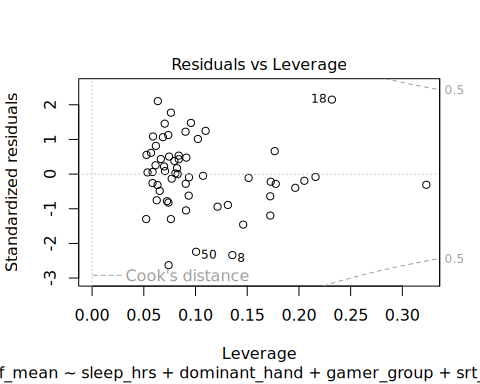 Residuals vs Leverage
Standardized residuals
2
1
0
-1
-2
-3
18
50
8
0.5
0.5
Cook's distance
0.00 0.05 0.10 0.15 0.20 0.25 0.30
Leverage
f_mean ~ sleep_hrs + dominant_hand + gamer_group + srt_